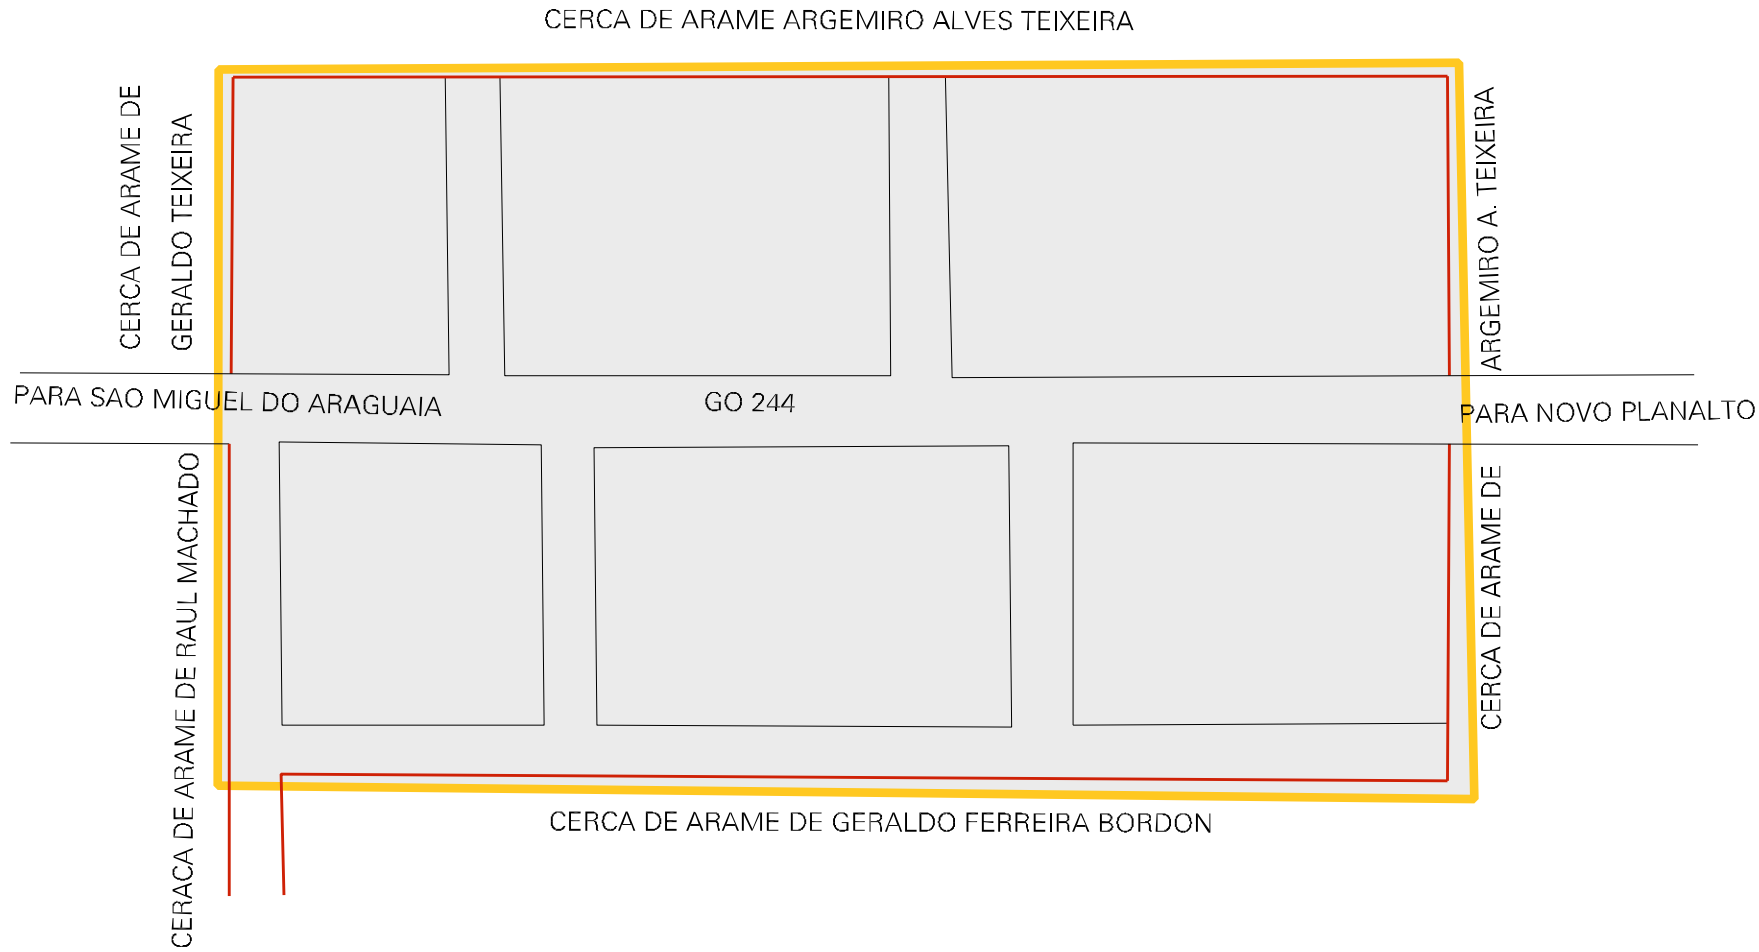 CERCA DE ARAME ARGEMIRO ALVES TEIXEIRA
CERCA DE ARAME DE
GERALDO TEIXEIRA
ARGEMIRO A. TEIXEIRA
PARA SAO MIGUEL DO ARAGUAIA
GO 244
PARA NOVO PLANALTO
CERACA DE ARAME DE RAUL MACHADO
CERCA DE ARAME DE
CERCA DE ARAME DE GERALDO FERREIRA BORDON